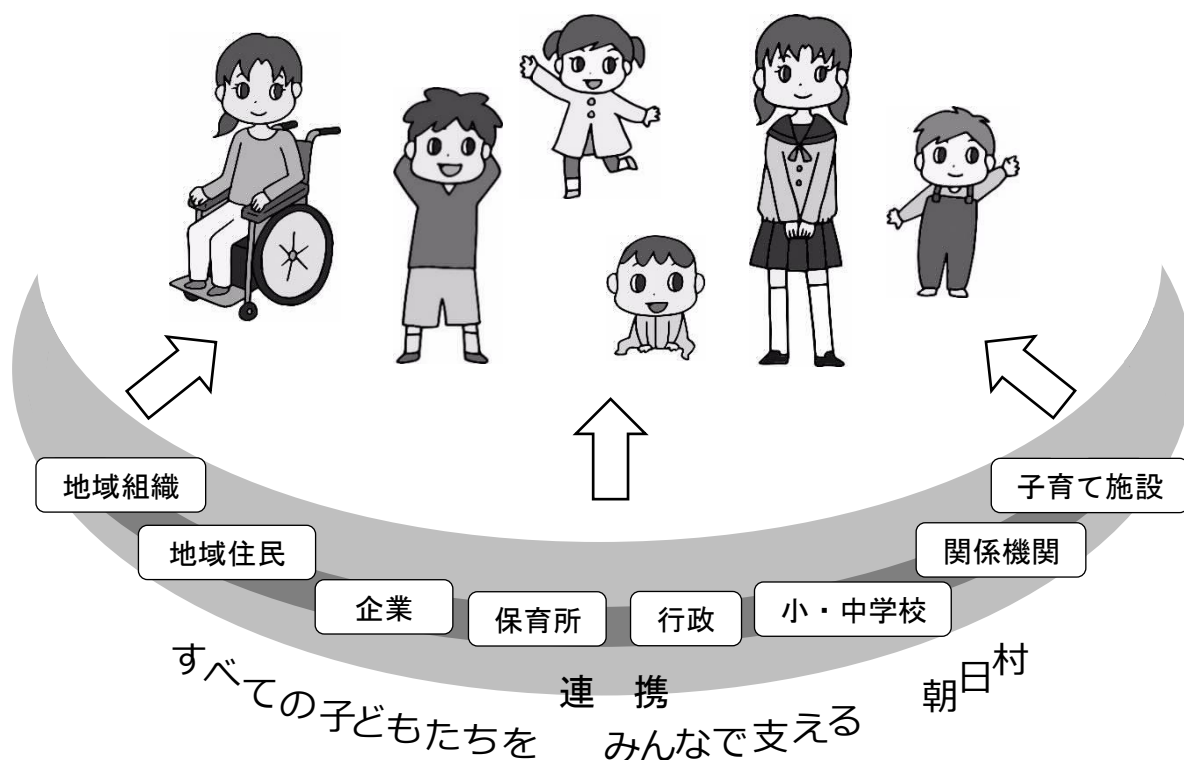 地域組織
地域住民
企業
保育所
行政
小・中学校
関係機関
子育て施設
連携
すべての子どもたちを みんなで支える 朝日村